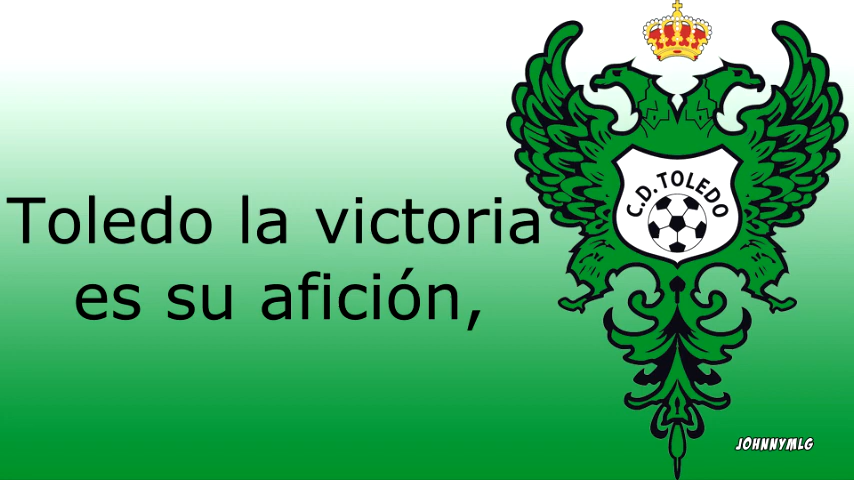 Toledo la victoria
es su afición,
C.D. TOLEDO
JOHNNYMLG